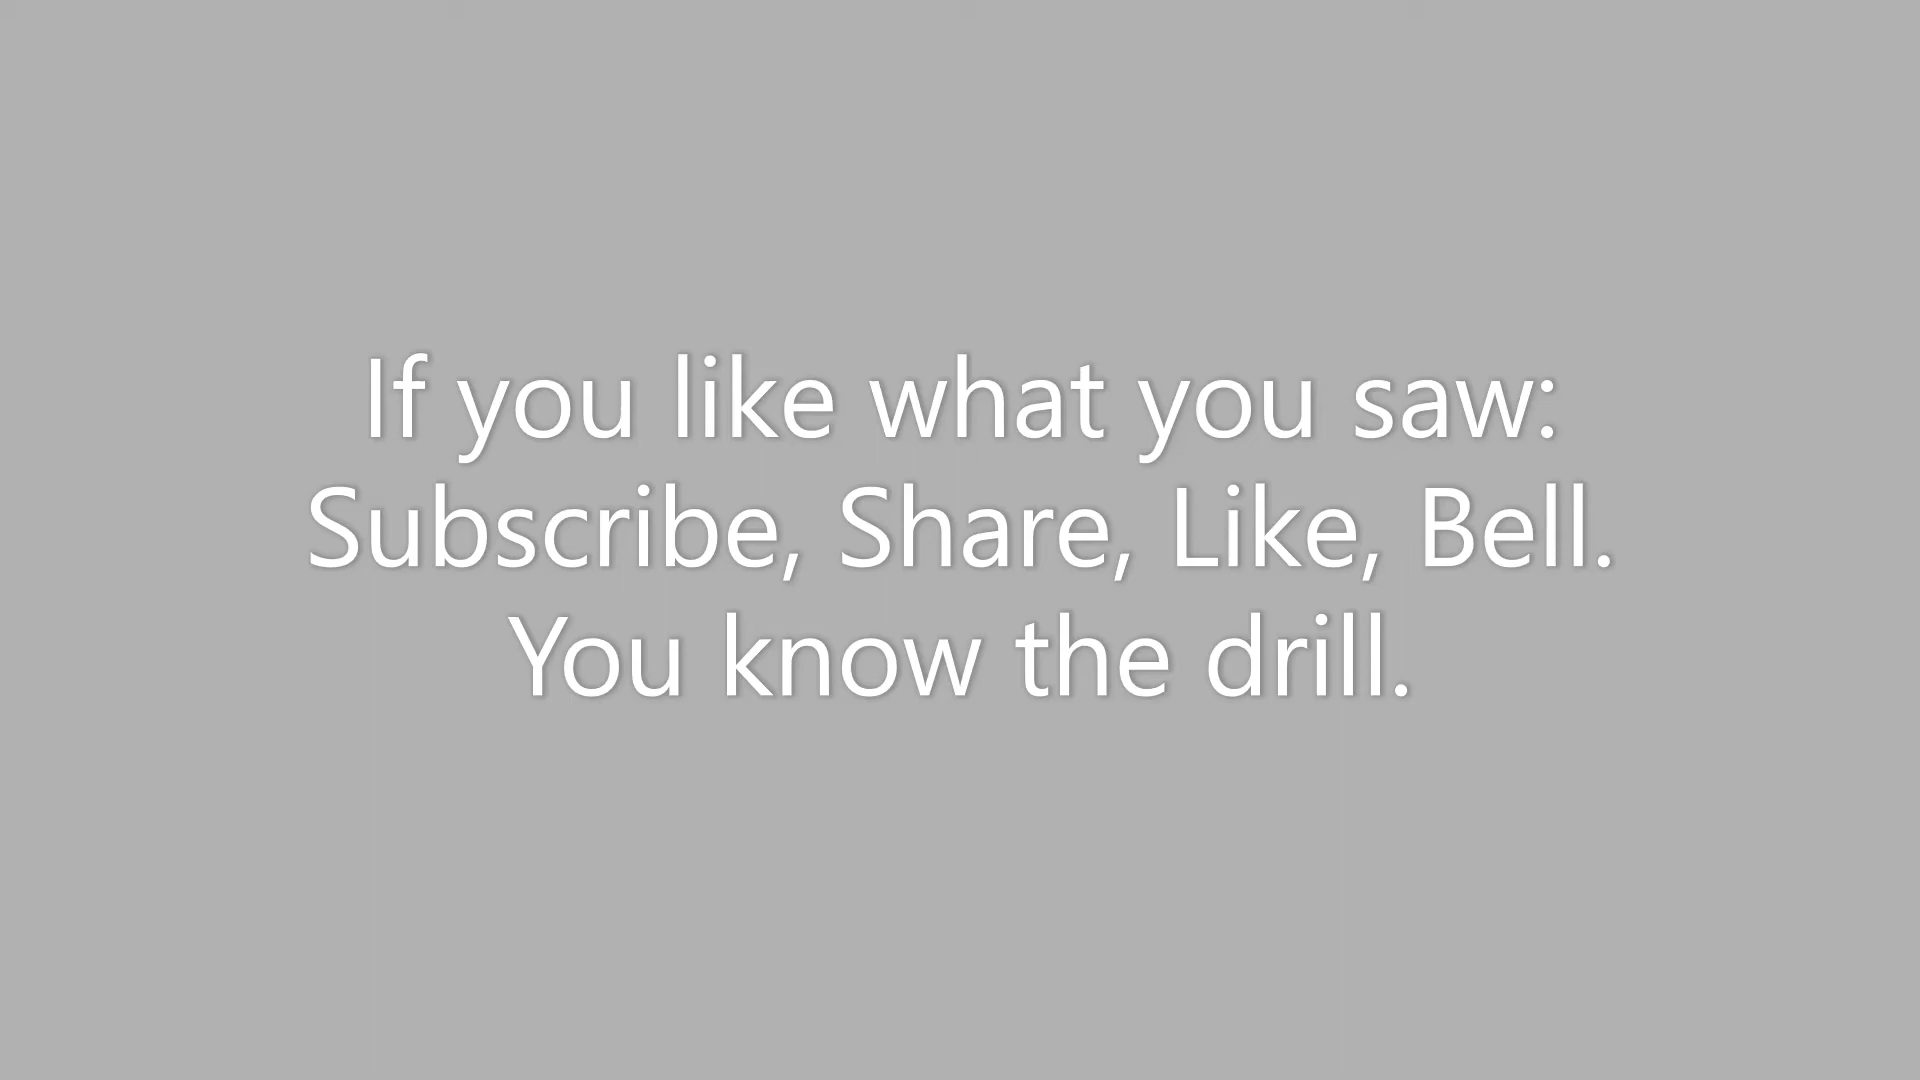 If you like what you saw:
Subscribe, Share, Like, Bell.
You know the drill.